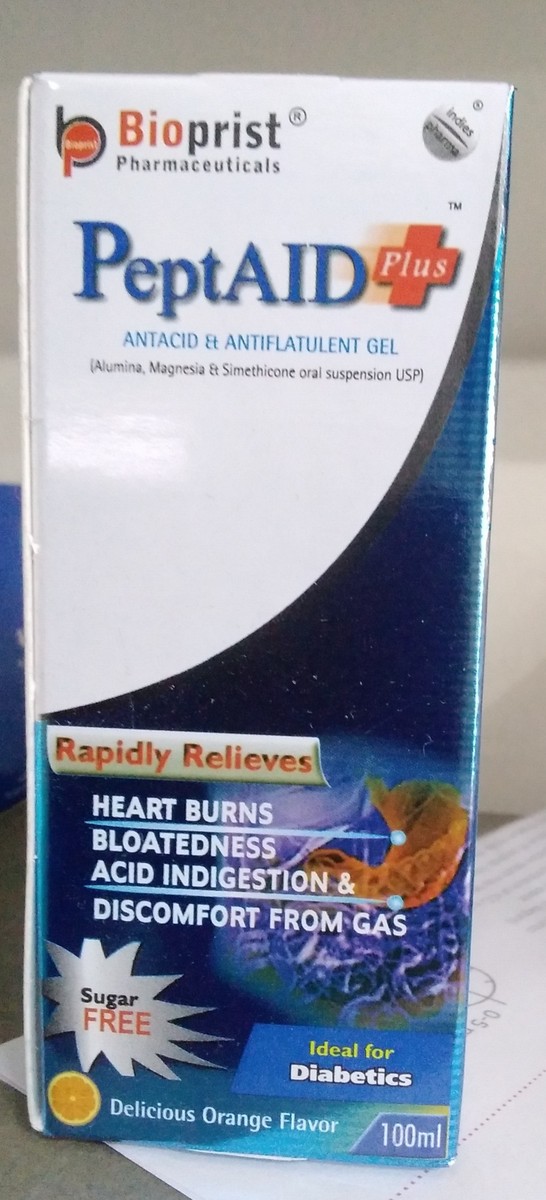 Bioprist®
Bioprist
Pharmaceuticals
indies
pharma
®
PeptAID Plus ™
ANTACID & ANTIFLATULENT GEL
(Alumina, Magnesia & Simethicone oral suspension USP)
Rapidly Relieves
HEART BURNS
BLOATEDNESS
ACID INDIGESTION &
DISCOMFORT FROM GAS
Sugar
FREE
Ideal for
Diabetics
Delicious Orange Flavor
100ml